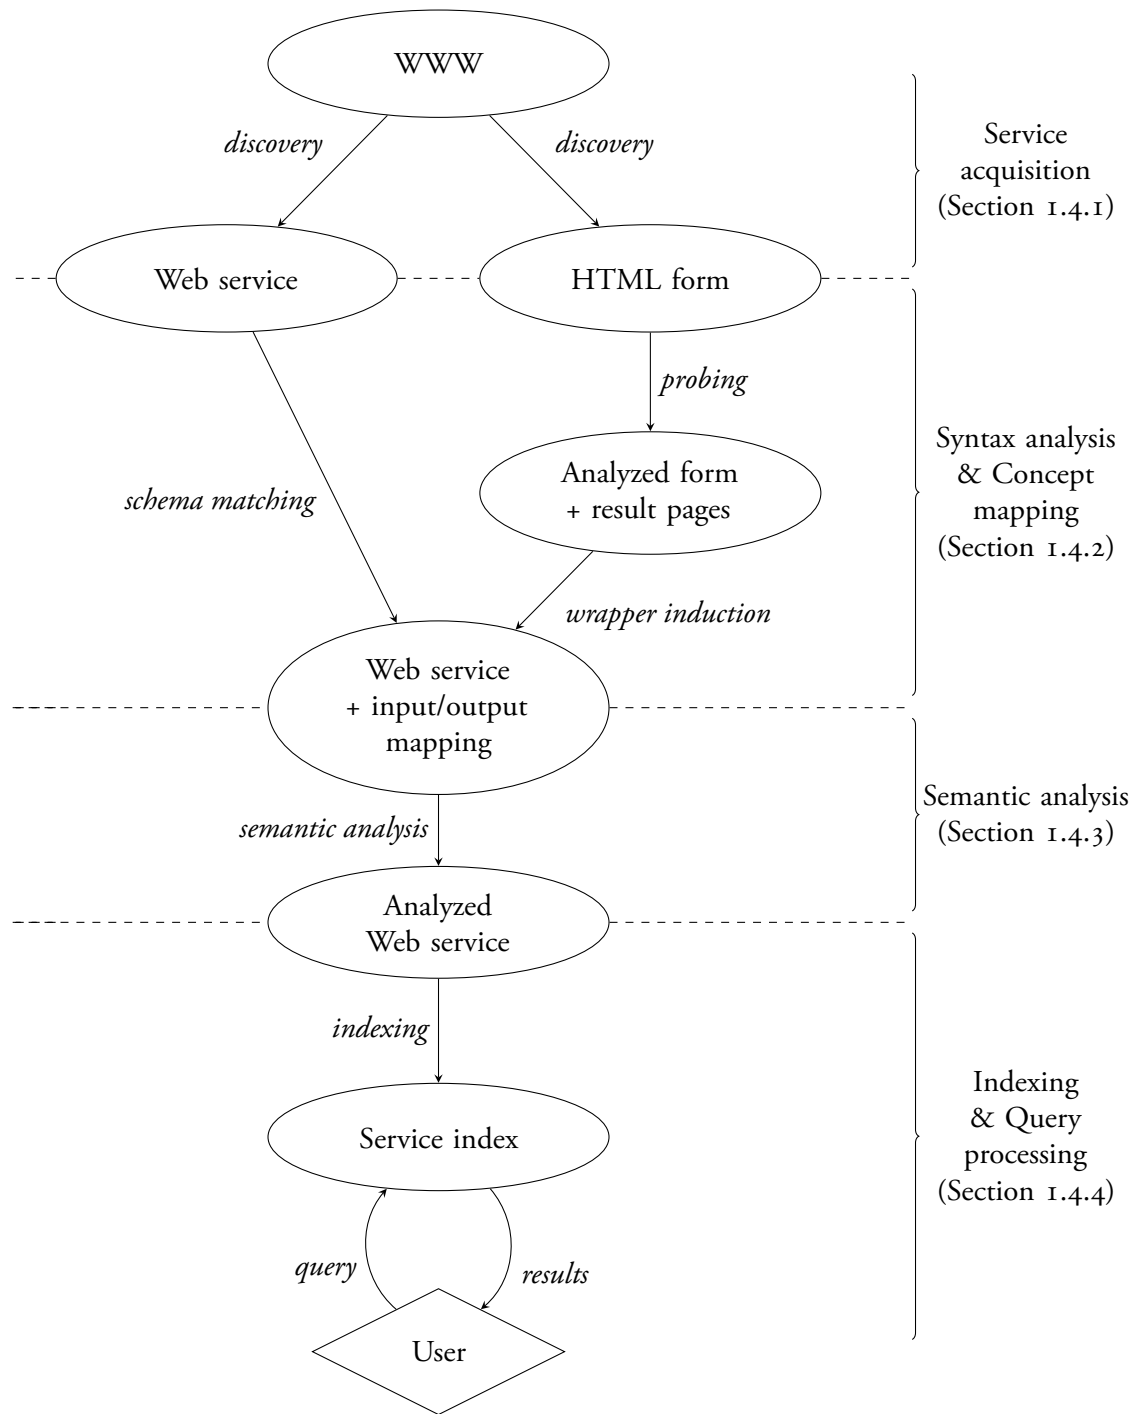 WWW
discovery
discovery
Service
acquisition
(Section 1.4.1)
Web service
HTML form
probing
Analyzed form
+ result pages
schema matching
Syntax analysis
& Concept
mapping
(Section 1.4.2)
wrapper induction
Web service
+ input/output
mapping
semantic analysis
Semantic analysis
(Section 1.4.3)
Analyzed
Web service
indexing
Service index
Indexing
& Query
processing
(Section 1.4.4)
query
results
User